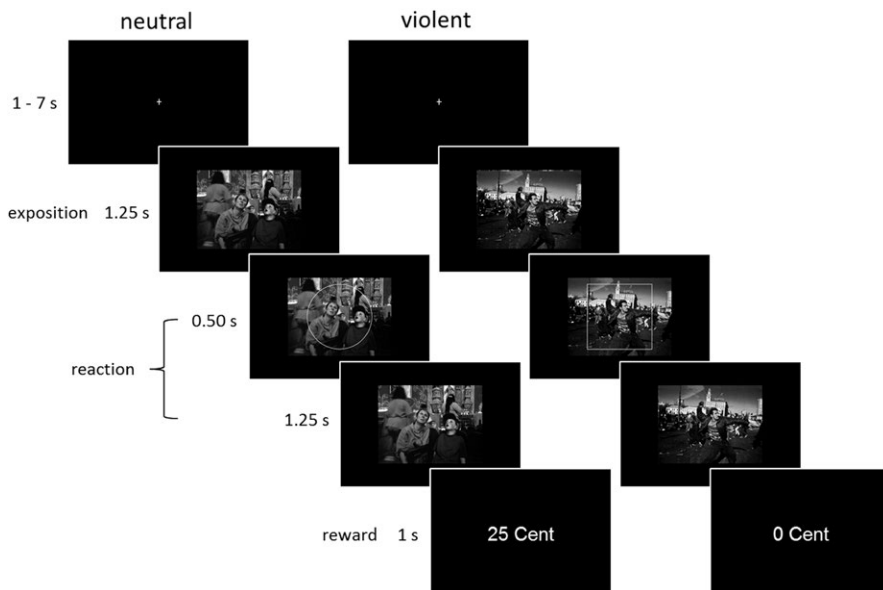 neutral
violent
1 - 7 s
exposition 1.25 s
0.50 s
reaction
1.25 s
reward 1 s
25 Cent
0 Cent